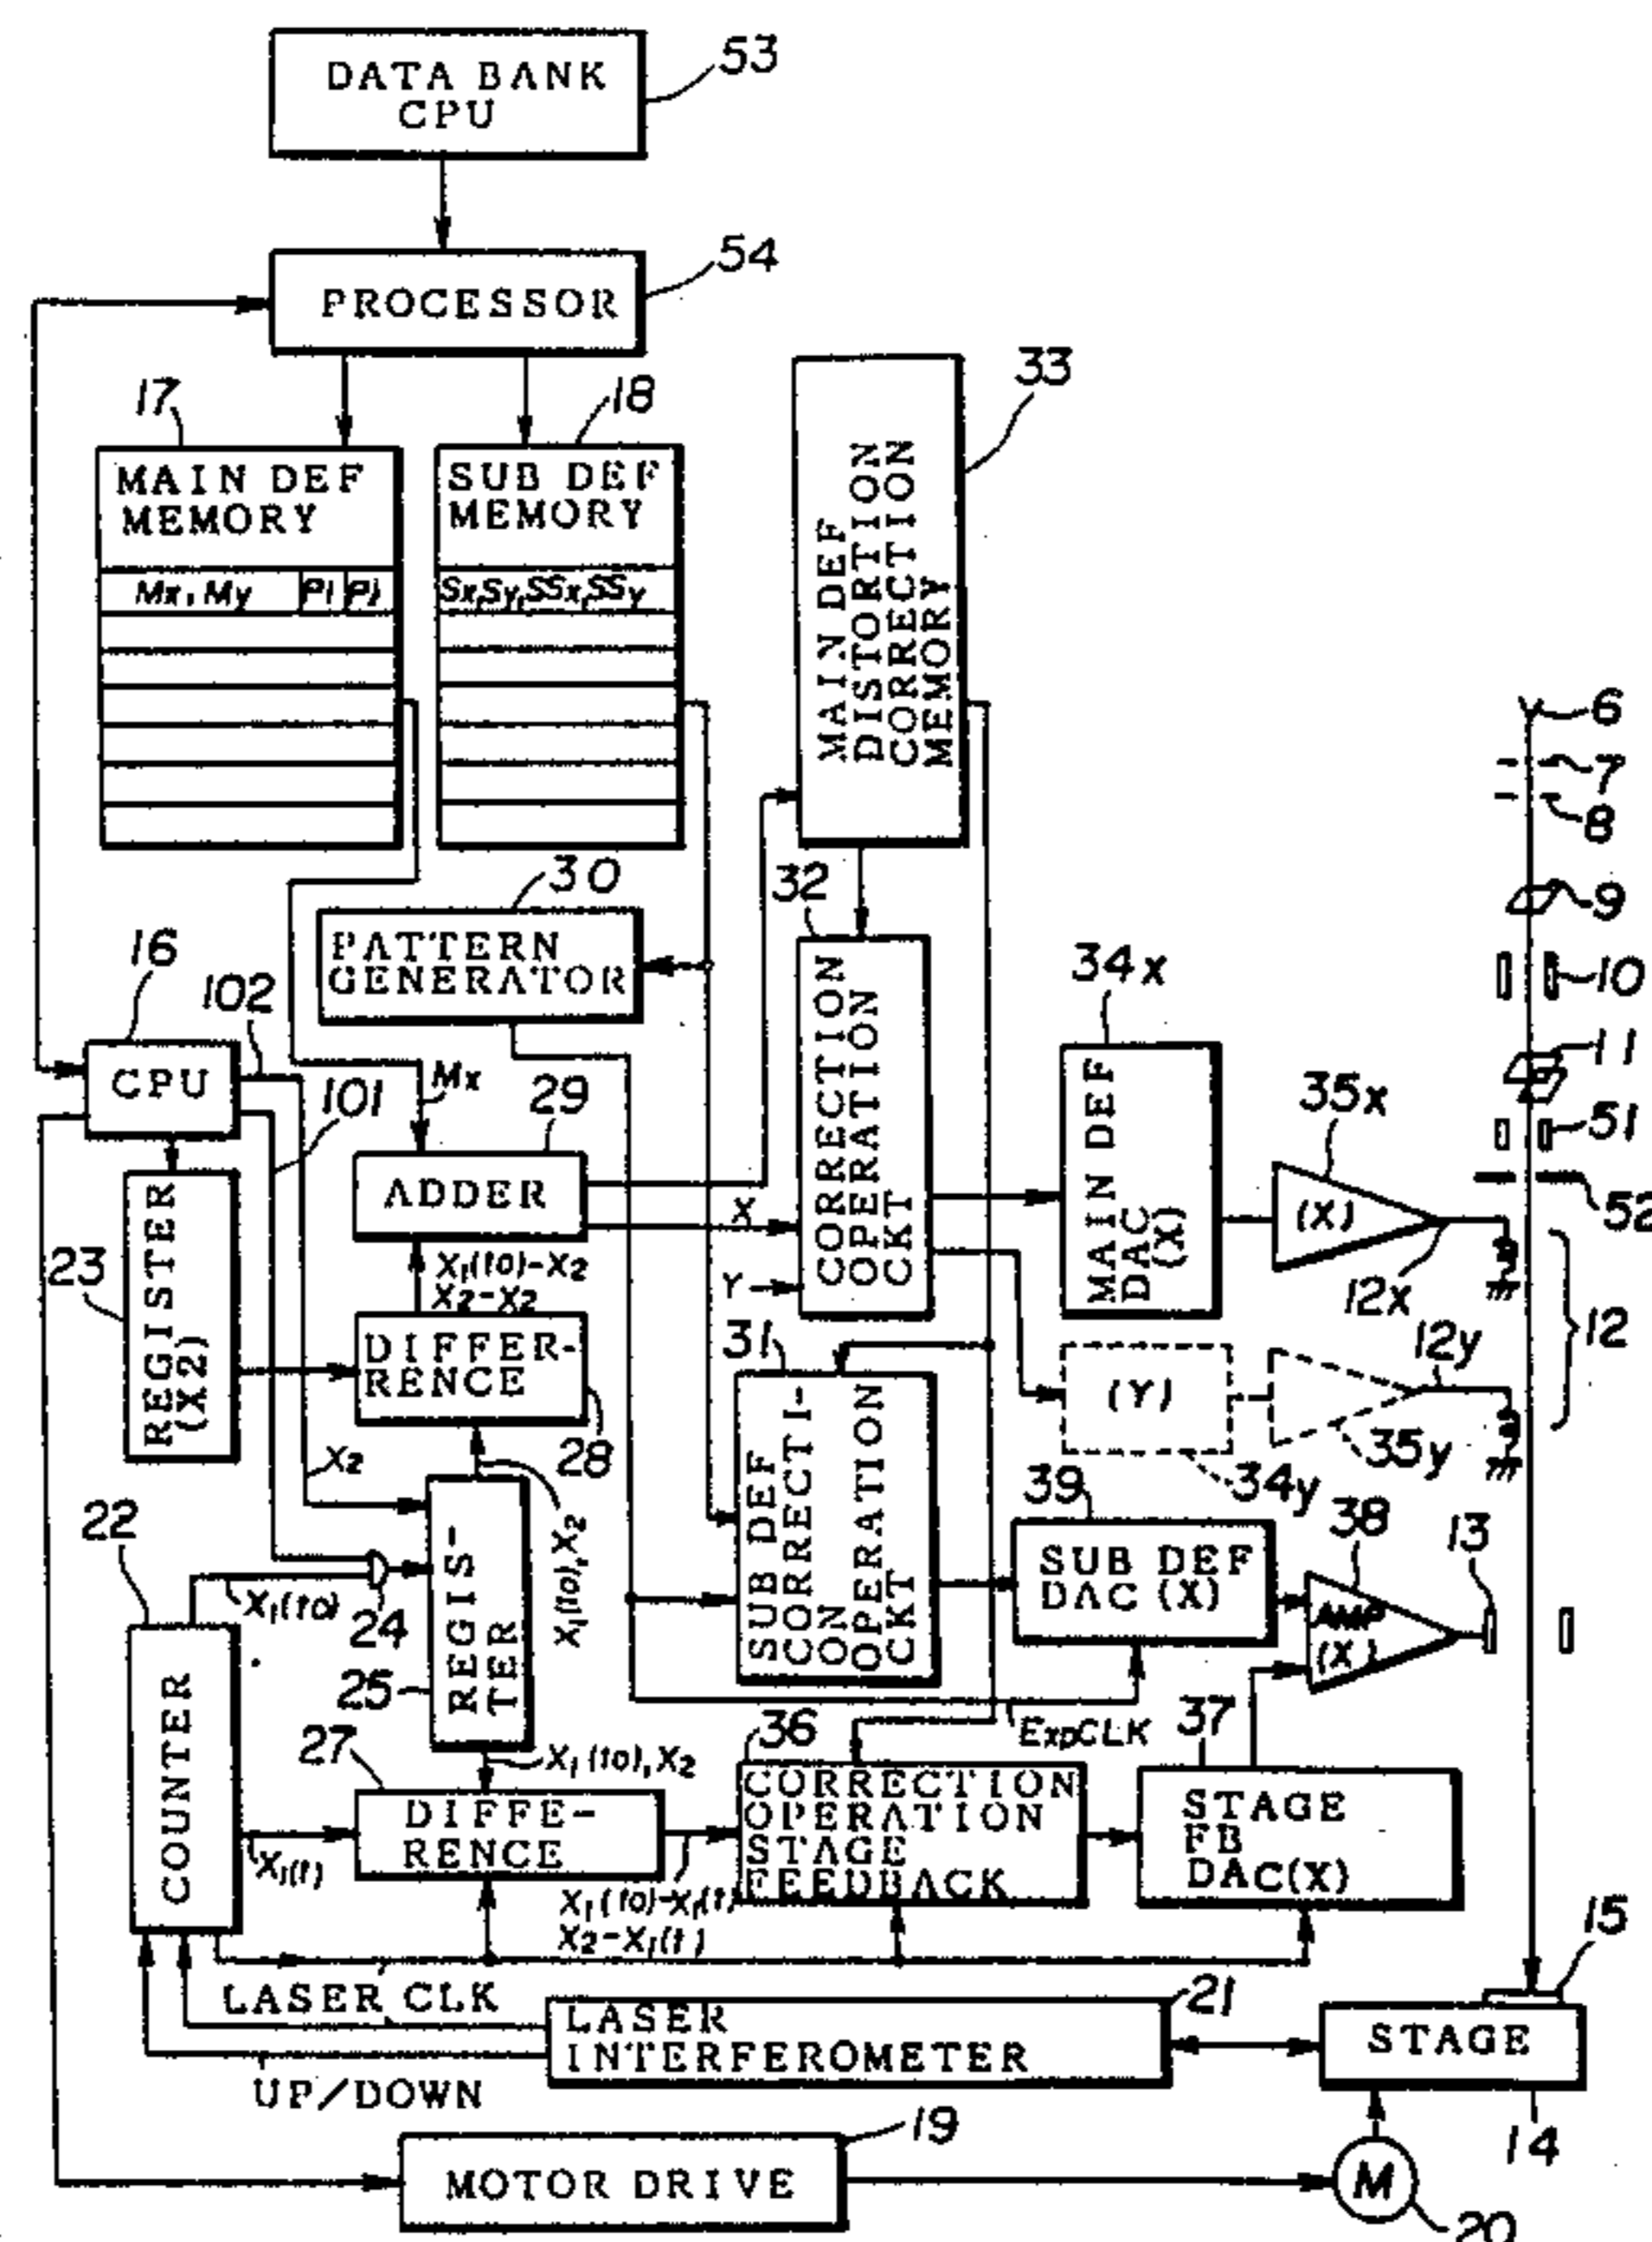 53
DATA BANK
CPU
54
PROCESSOR
33
17
18
MAIN DEF
MEMORY
SUB DEF
MEMORY
MAIN DEF
DISTORTION
CORRECTION
MEMORY
Mx, My
Sx, Sy, SSx, SSy
6
7
8
9
10
11
51
52
30
32
PATTERN
GENERATOR
16
102
CPU
101
Mx
29
ADDER
CORRECTION
OPERATION
CKT
34x
MAIN DEF
DAC
(X)
35x
(X)
12x
12
X
Y
23
REGISTER
(X2)
X1(to)-X2
X2-X2
DIFFER-
RENCE
28
31
(Y)
12y
35y
34y
X2
22
X1(to), X2
REGIS-
TER
SUB DEF
CORRECTI-
ON
OPERATION
CKT
39
38
13
SUB DEF
DAC (X)
AMP
(X)
X1(to)
24
25
COUNTER
ExpCLK
37
27
X1(to), X2
36
DIFFE-
RENCE
CORRECTION
OPERATION
STAGE
FEEDBACK
STAGE
FB
DAC(X)
X1(t)
X1(to)-X1(t)
X2-X1(t)
15
LASER CLK
21
LASER
INTERFEROMETER
STAGE
UP/DOWN
19
14
MOTOR DRIVE
M
20